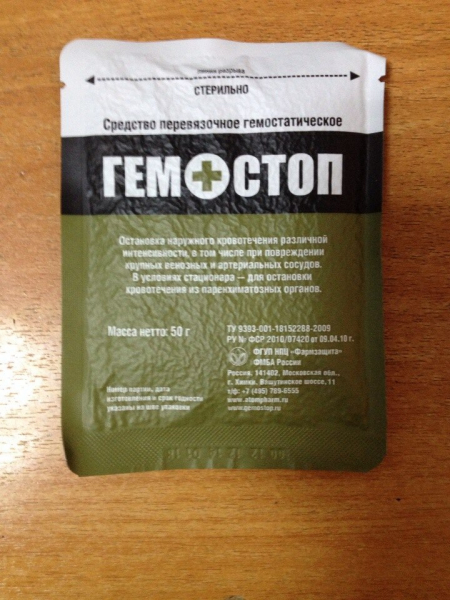 линия разрыва
СТЕРИЛЬНО
Средство перевязочное гемостатическое
ГЕМОСТОП
Остановка наружного кровотечения различной
интенсивности, в том числе при повреждении
крупных венозных и артериальных сосудов.
В условиях стационара — для остановки
кровотечения из паренхиматозных органов.
Масса нетто: 50 г
ТУ 9393-001-18152288-2009
РУ № ФСР 2010/07420 от 09.04.10 г.
ФГУП НПЦ «Фармзащита»
ФМБА России
Россия, 141402, Московская обл.,
г. Химки, Вашутинское шоссе, 11
т/ф: +7 (495) 789-6555
www.atompharm.ru
www.gemostop.ru
Номер партии, дата
изготовления и срок годности
указаны на шве упаковки